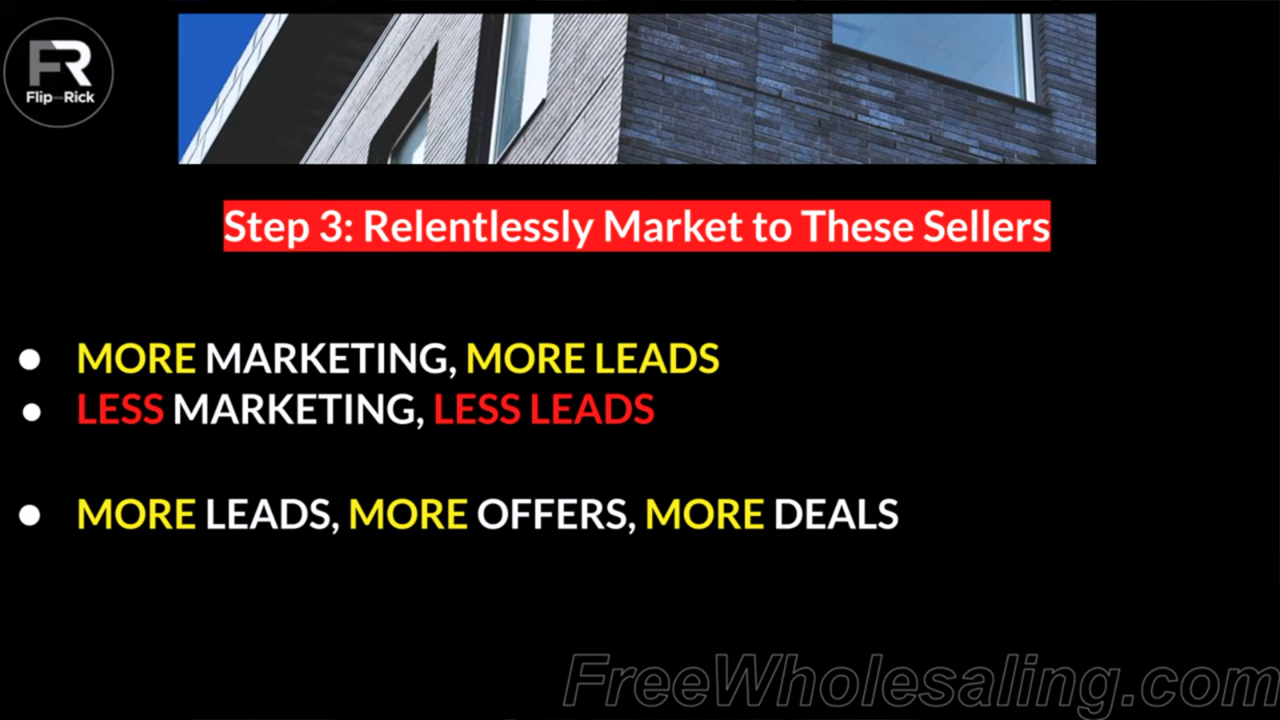 FR
Flip Rick
Step 3: Relentlessly Market to These Sellers
● MORE MARKETING, MORE LEADS
● LESS MARKETING, LESS LEADS
● MORE LEADS, MORE OFFERS, MORE DEALS
FreeWholesaling.com